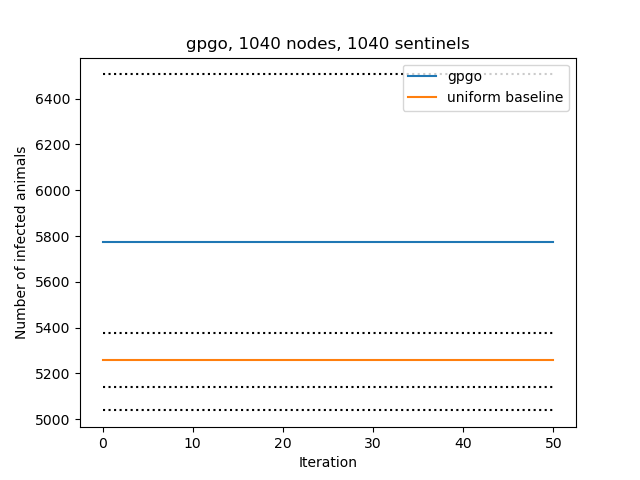 gpgo, 1040 nodes, 1040 sentinels
gpgo
uniform baseline
Number of infected animals
6400
6200
6000
5800
5600
5400
5200
5000
0 10 20 30 40 50
Iteration